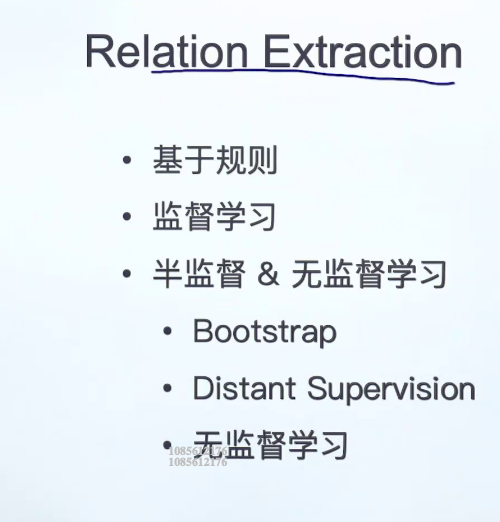 Relation Extraction
• 基于规则
• 监督学习
• 半监督 & 无监督学习
• Bootstrap
• Distant Supervision
• 无监督学习
1085612176
1085612176